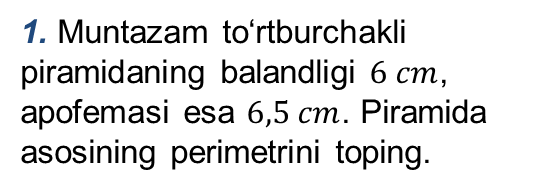 1. Muntazam to‘rtburchakli
piramidaning balandligi 6 cm,
apofemasi esa 6,5 cm. Piramida
asosining perimetrini toping.